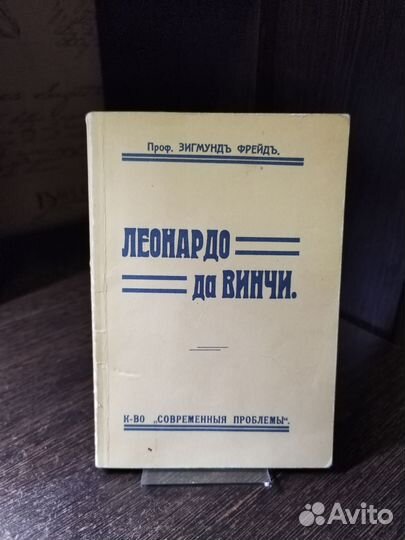 Проф. ЗИГМУНДЪ ФРЕЙДЪ.
ЛЕОНАРДО
да ВИНЧИ.
К-ВО „СОВРЕМЕННЫЯ ПРОБЛЕМЫ“.
Avito